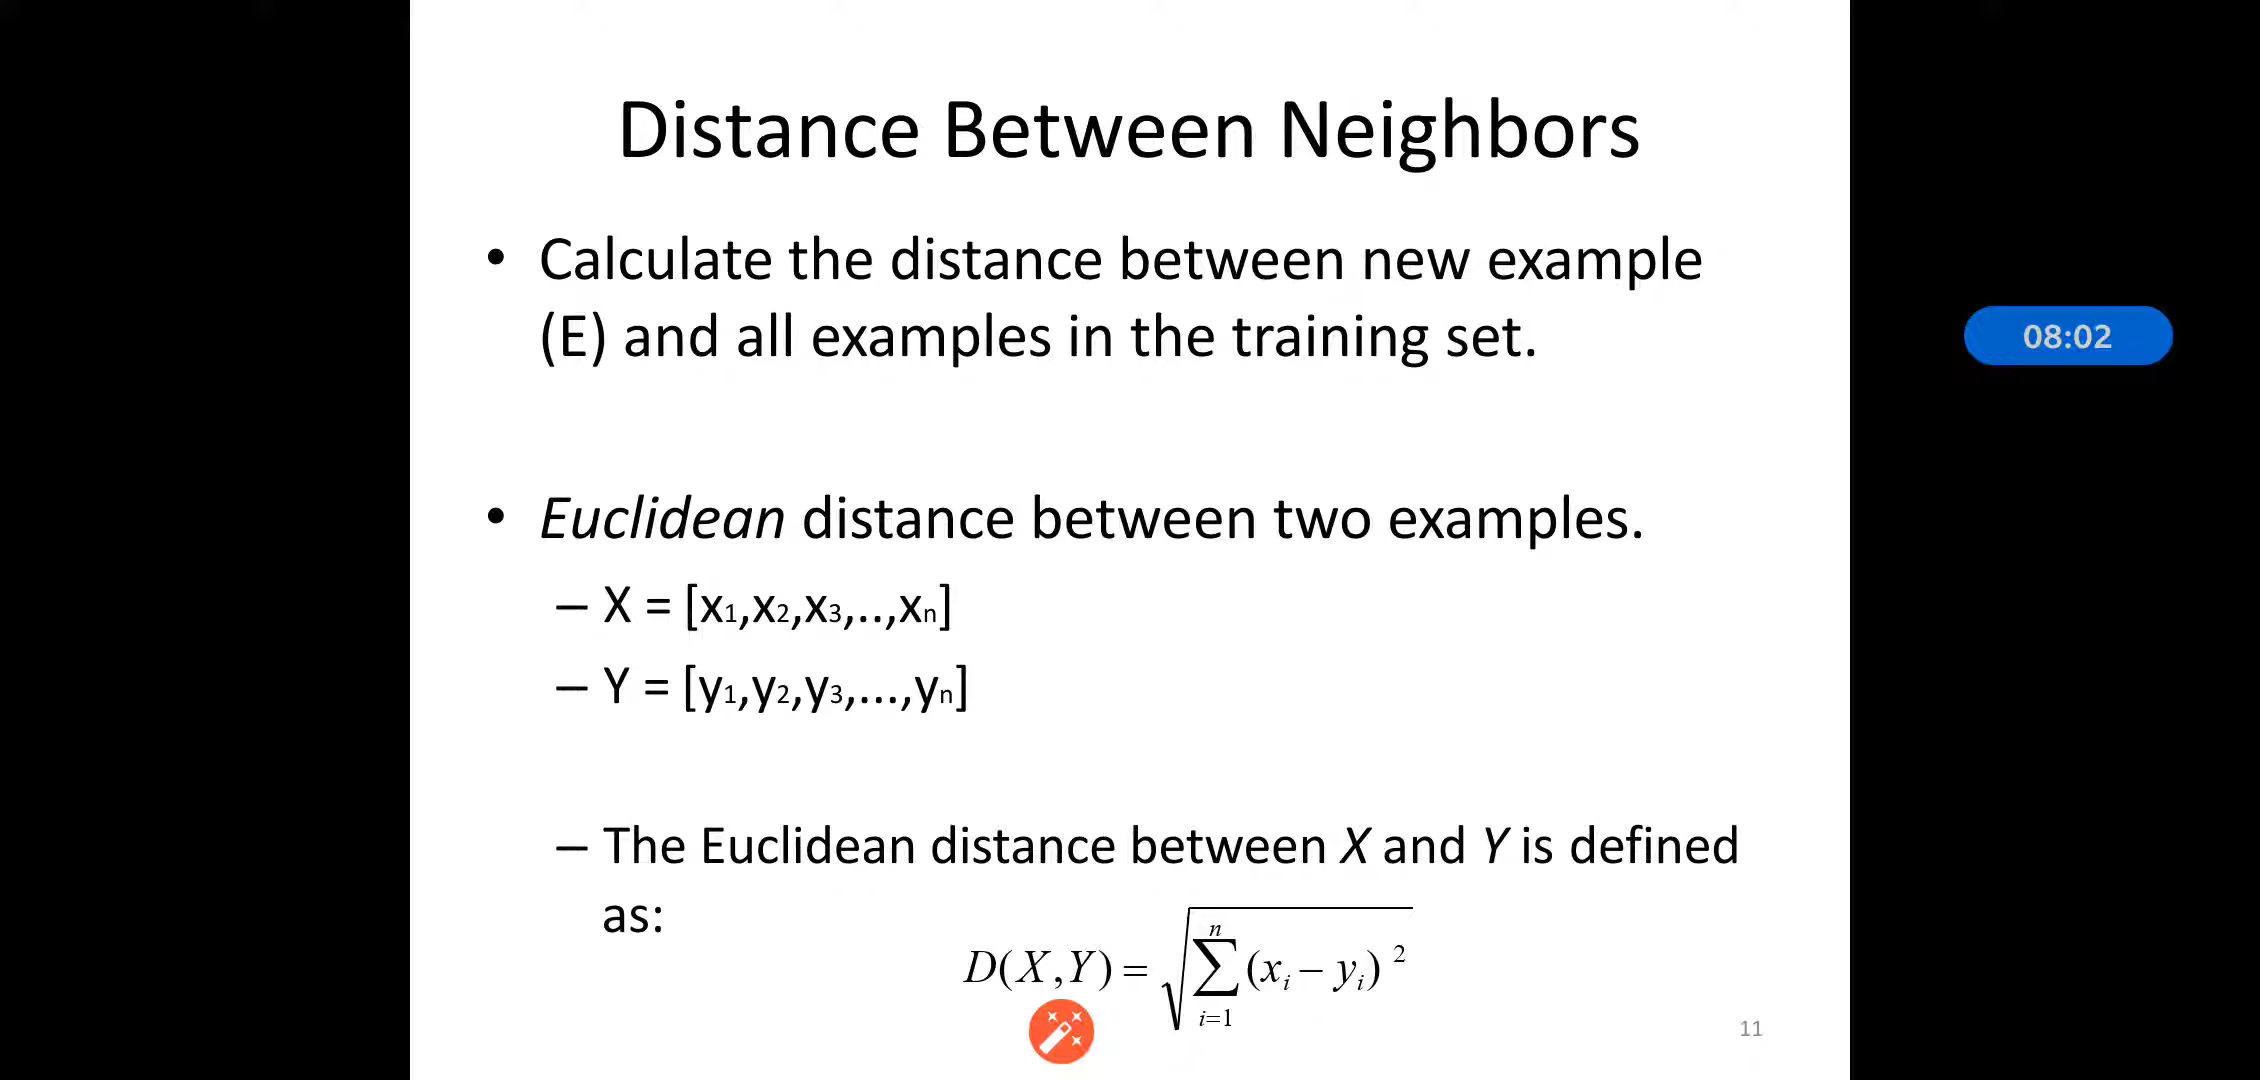 Distance Between Neighbors
• Calculate the distance between new example
(E) and all examples in the training set.
08:02
• Euclidean distance between two examples.
– X = [x₁,x₂,x₃,..,xₙ]
– Y = [y₁,y₂,y₃,...,yₙ]
– The Euclidean distance between X and Y is defined
as:
D(X,Y) = √∑ⁿᵢ₌₁(xᵢ – yᵢ)²
11